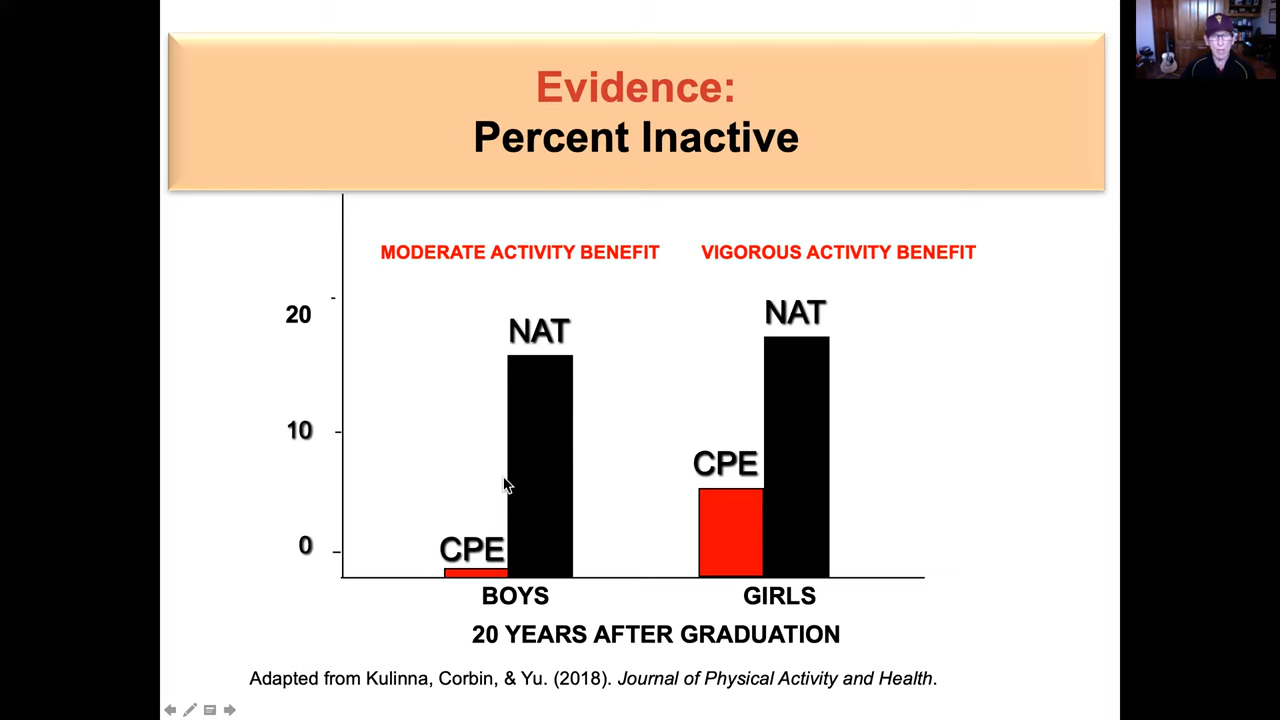 Evidence:
Percent Inactive
MODERATE ACTIVITY BENEFIT
VIGOROUS ACTIVITY BENEFIT
20
NAT
NAT
10
CPE
CPE
0
BOYS
GIRLS
20 YEARS AFTER GRADUATION
Adapted from Kulinna, Corbin, & Yu. (2018). Journal of Physical Activity and Health.